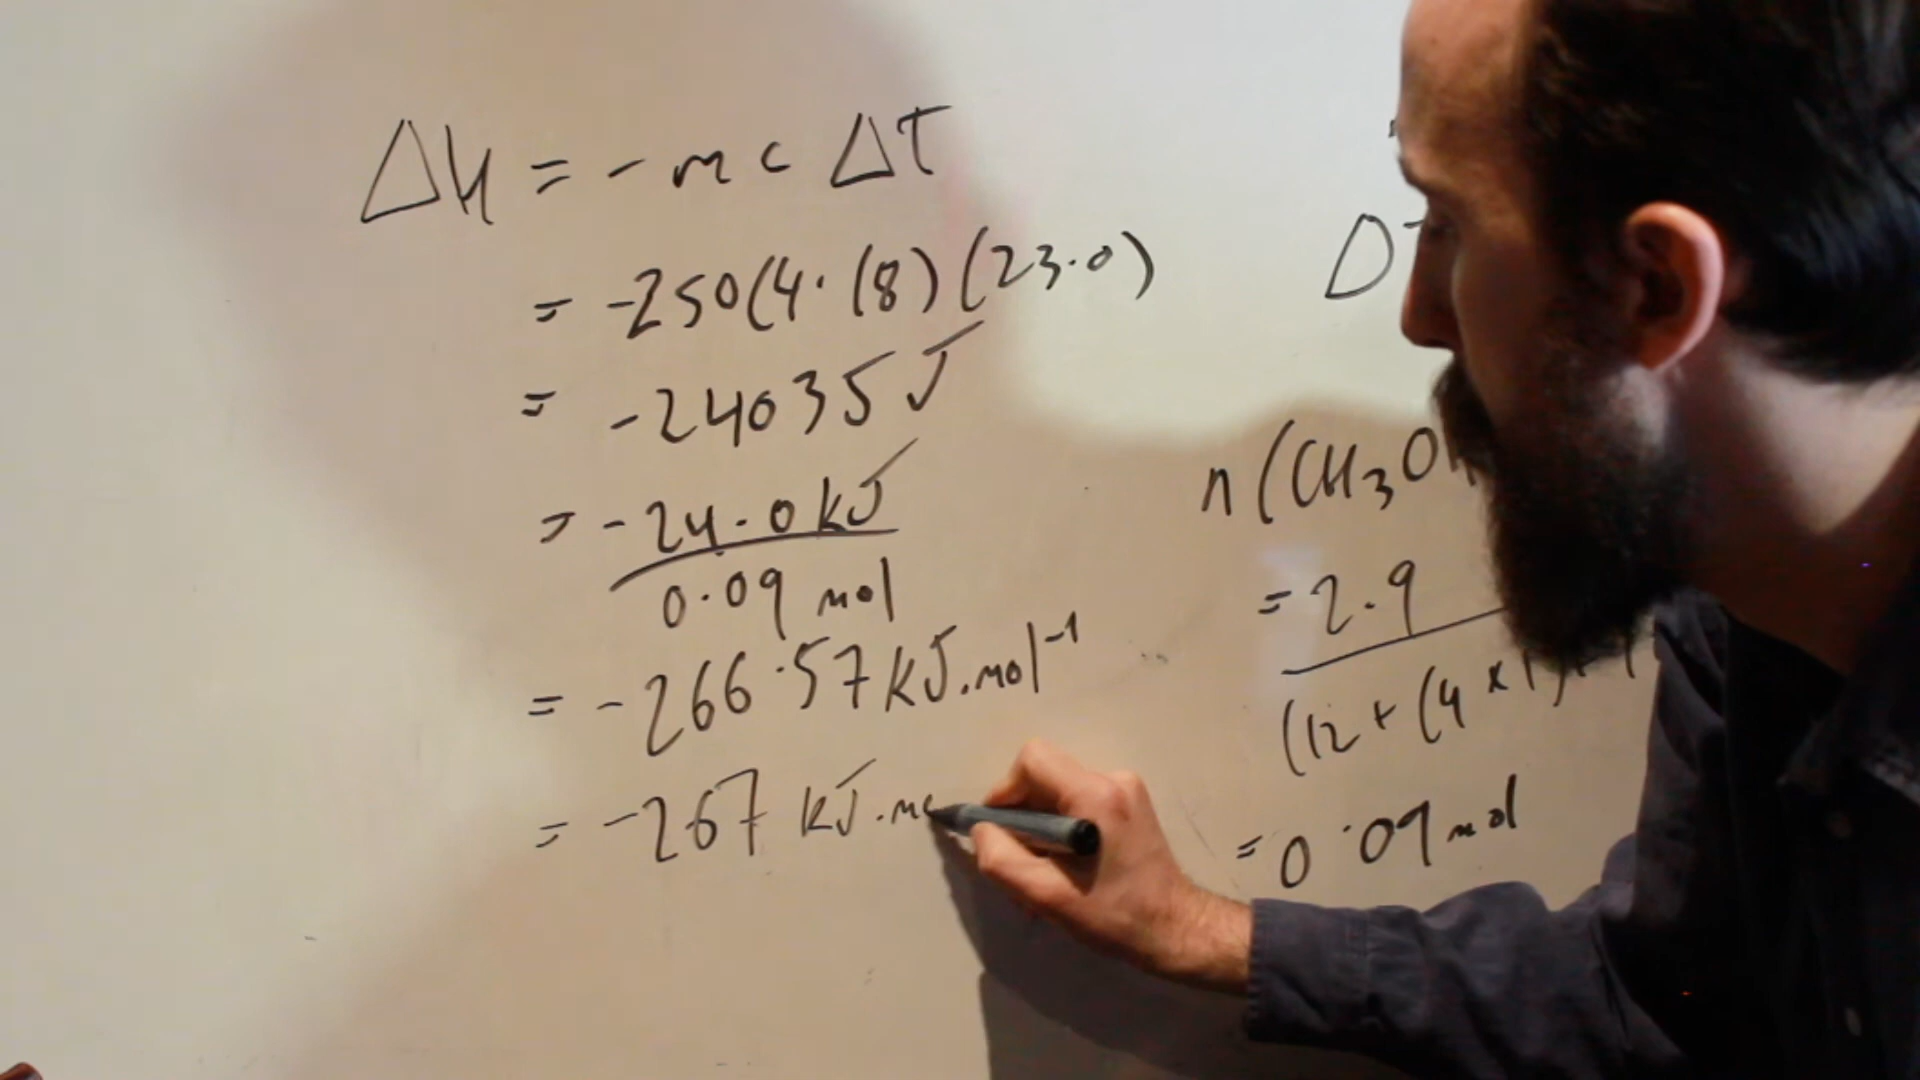 ΔH = - m c ΔT
= -250(4.18)(23.0)
= -24035 J
= -24.0 kJ
0.09 mol
= -266.57 kJ.mol⁻¹
= -267 kJ.m
Δ
n(CH₃O
= 2.9
(12 + (4 × 1) +
= 0.09 mol